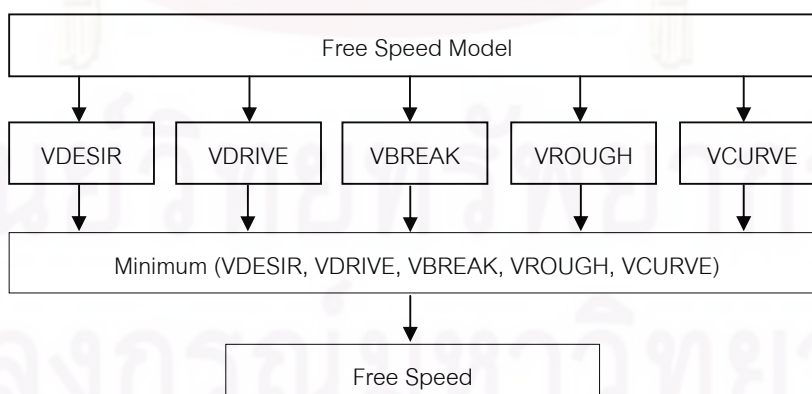 Free Speed Model
VDESIR VDRIVE VBREAK VROUGH VCURVE
Minimum (VDESIR, VDRIVE, VBREAK, VROUGH, VCURVE)
Free Speed